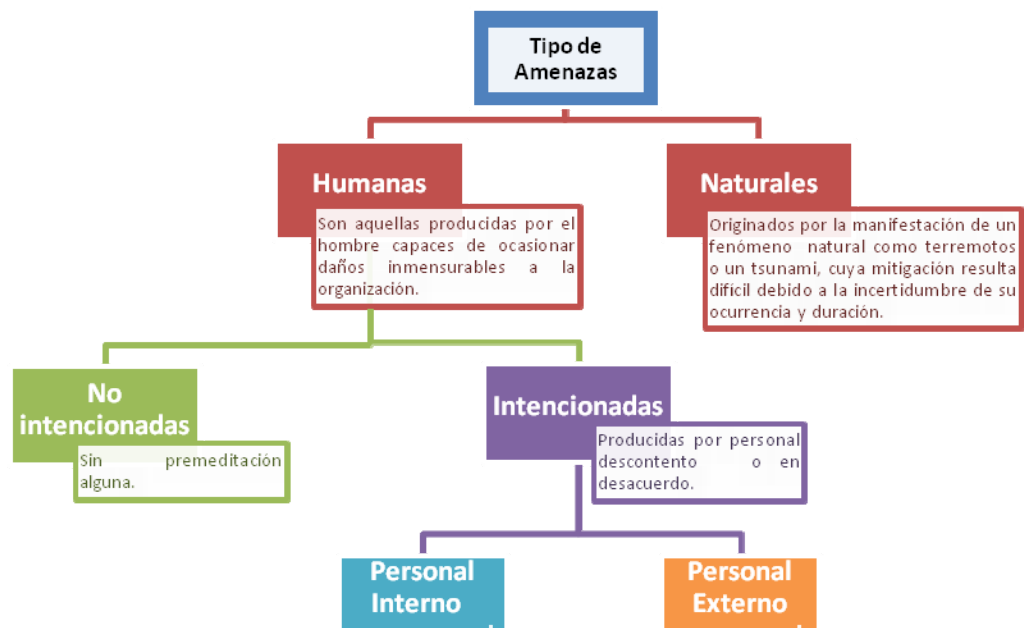 Tipo de
Amenazas
Humanas
Son aquellas producidas por el
hombre capaces de ocasionar
daños inmensurables a la
organización.
Naturales
Originados por la manifestación de un
fenómeno natural como terremotos
o un tsunami, cuya mitigación resulta
difícil debido a la incertidumbre de su
ocurrencia y duración.
No
intencionadas
Sin premeditación
alguna.
Intencionadas
Producidas por personal
descontento o en
desacuerdo.
Personal
Interno
Personal
Externo